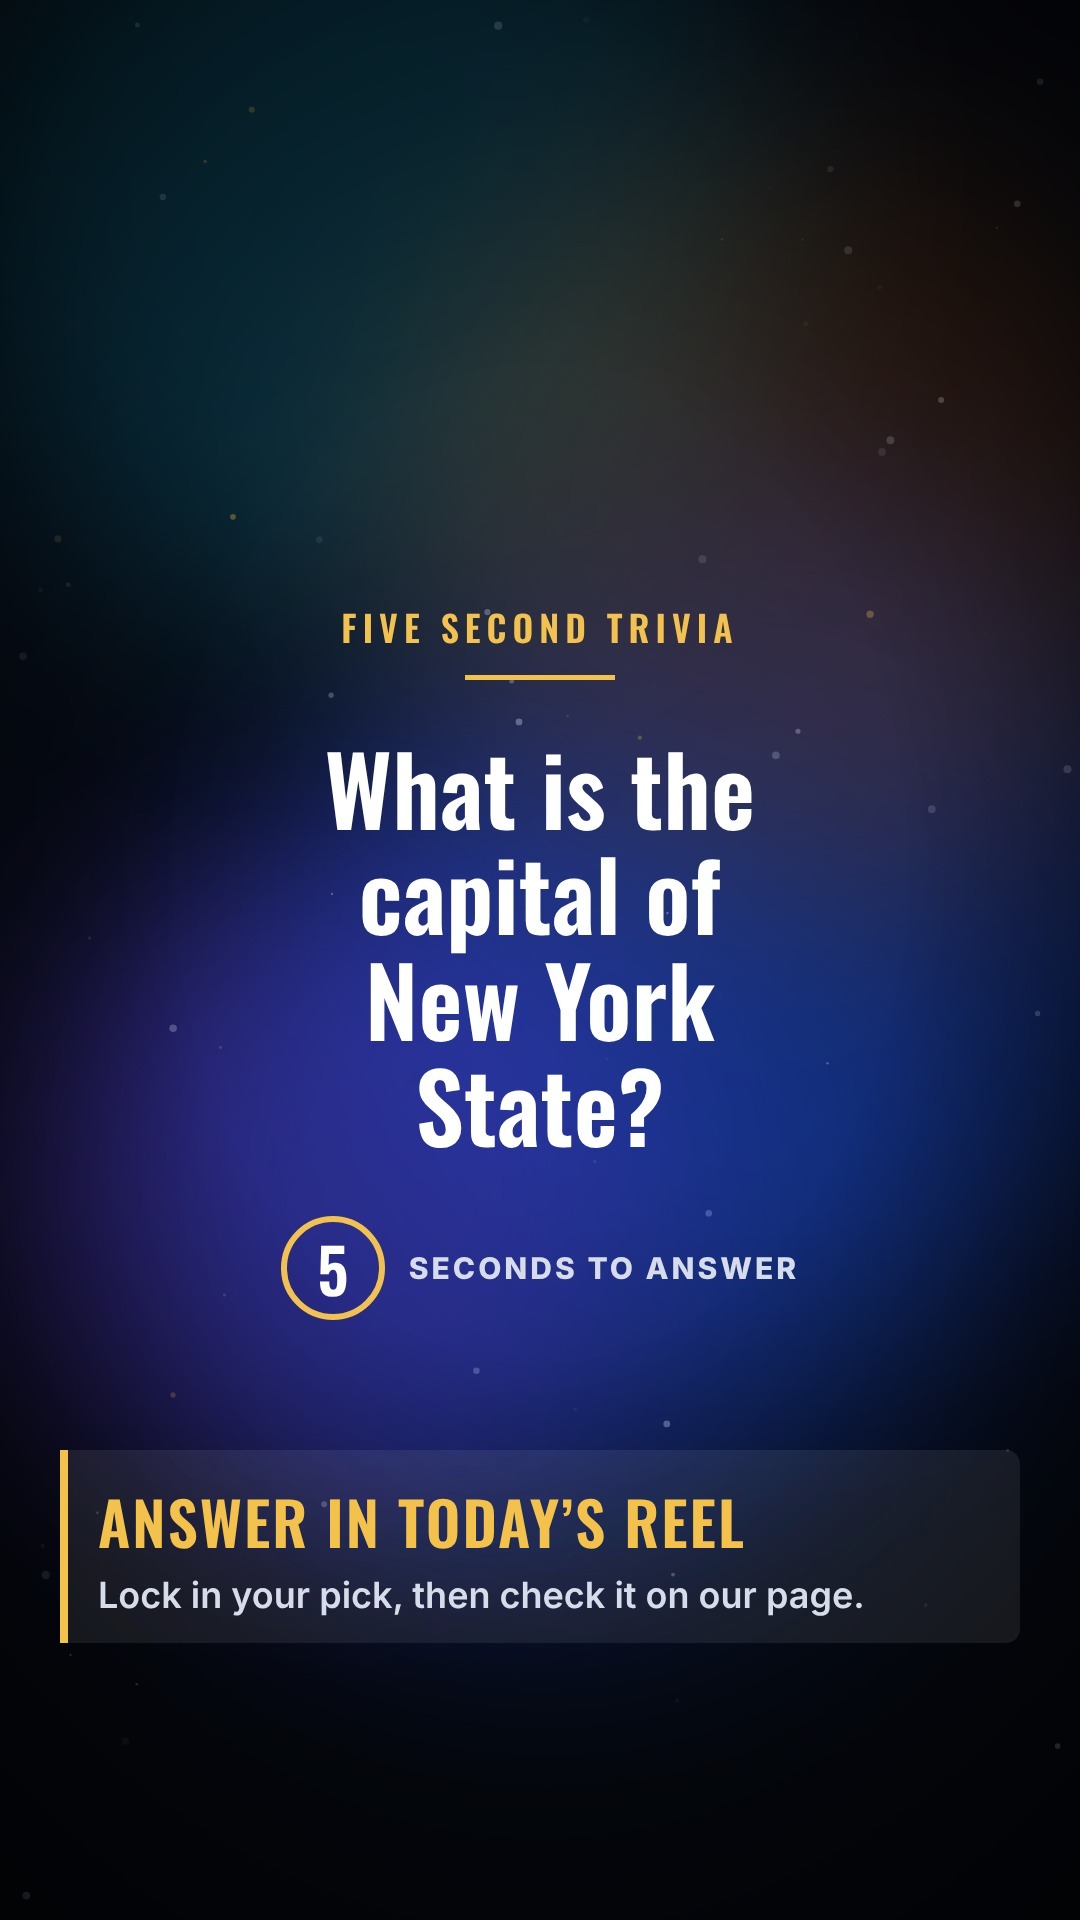 FIVE SECOND TRIVIA
What is the
capital of
New York
State?
5 SECONDS TO ANSWER
ANSWER IN TODAY’S REEL
Lock in your pick, then check it on our page.